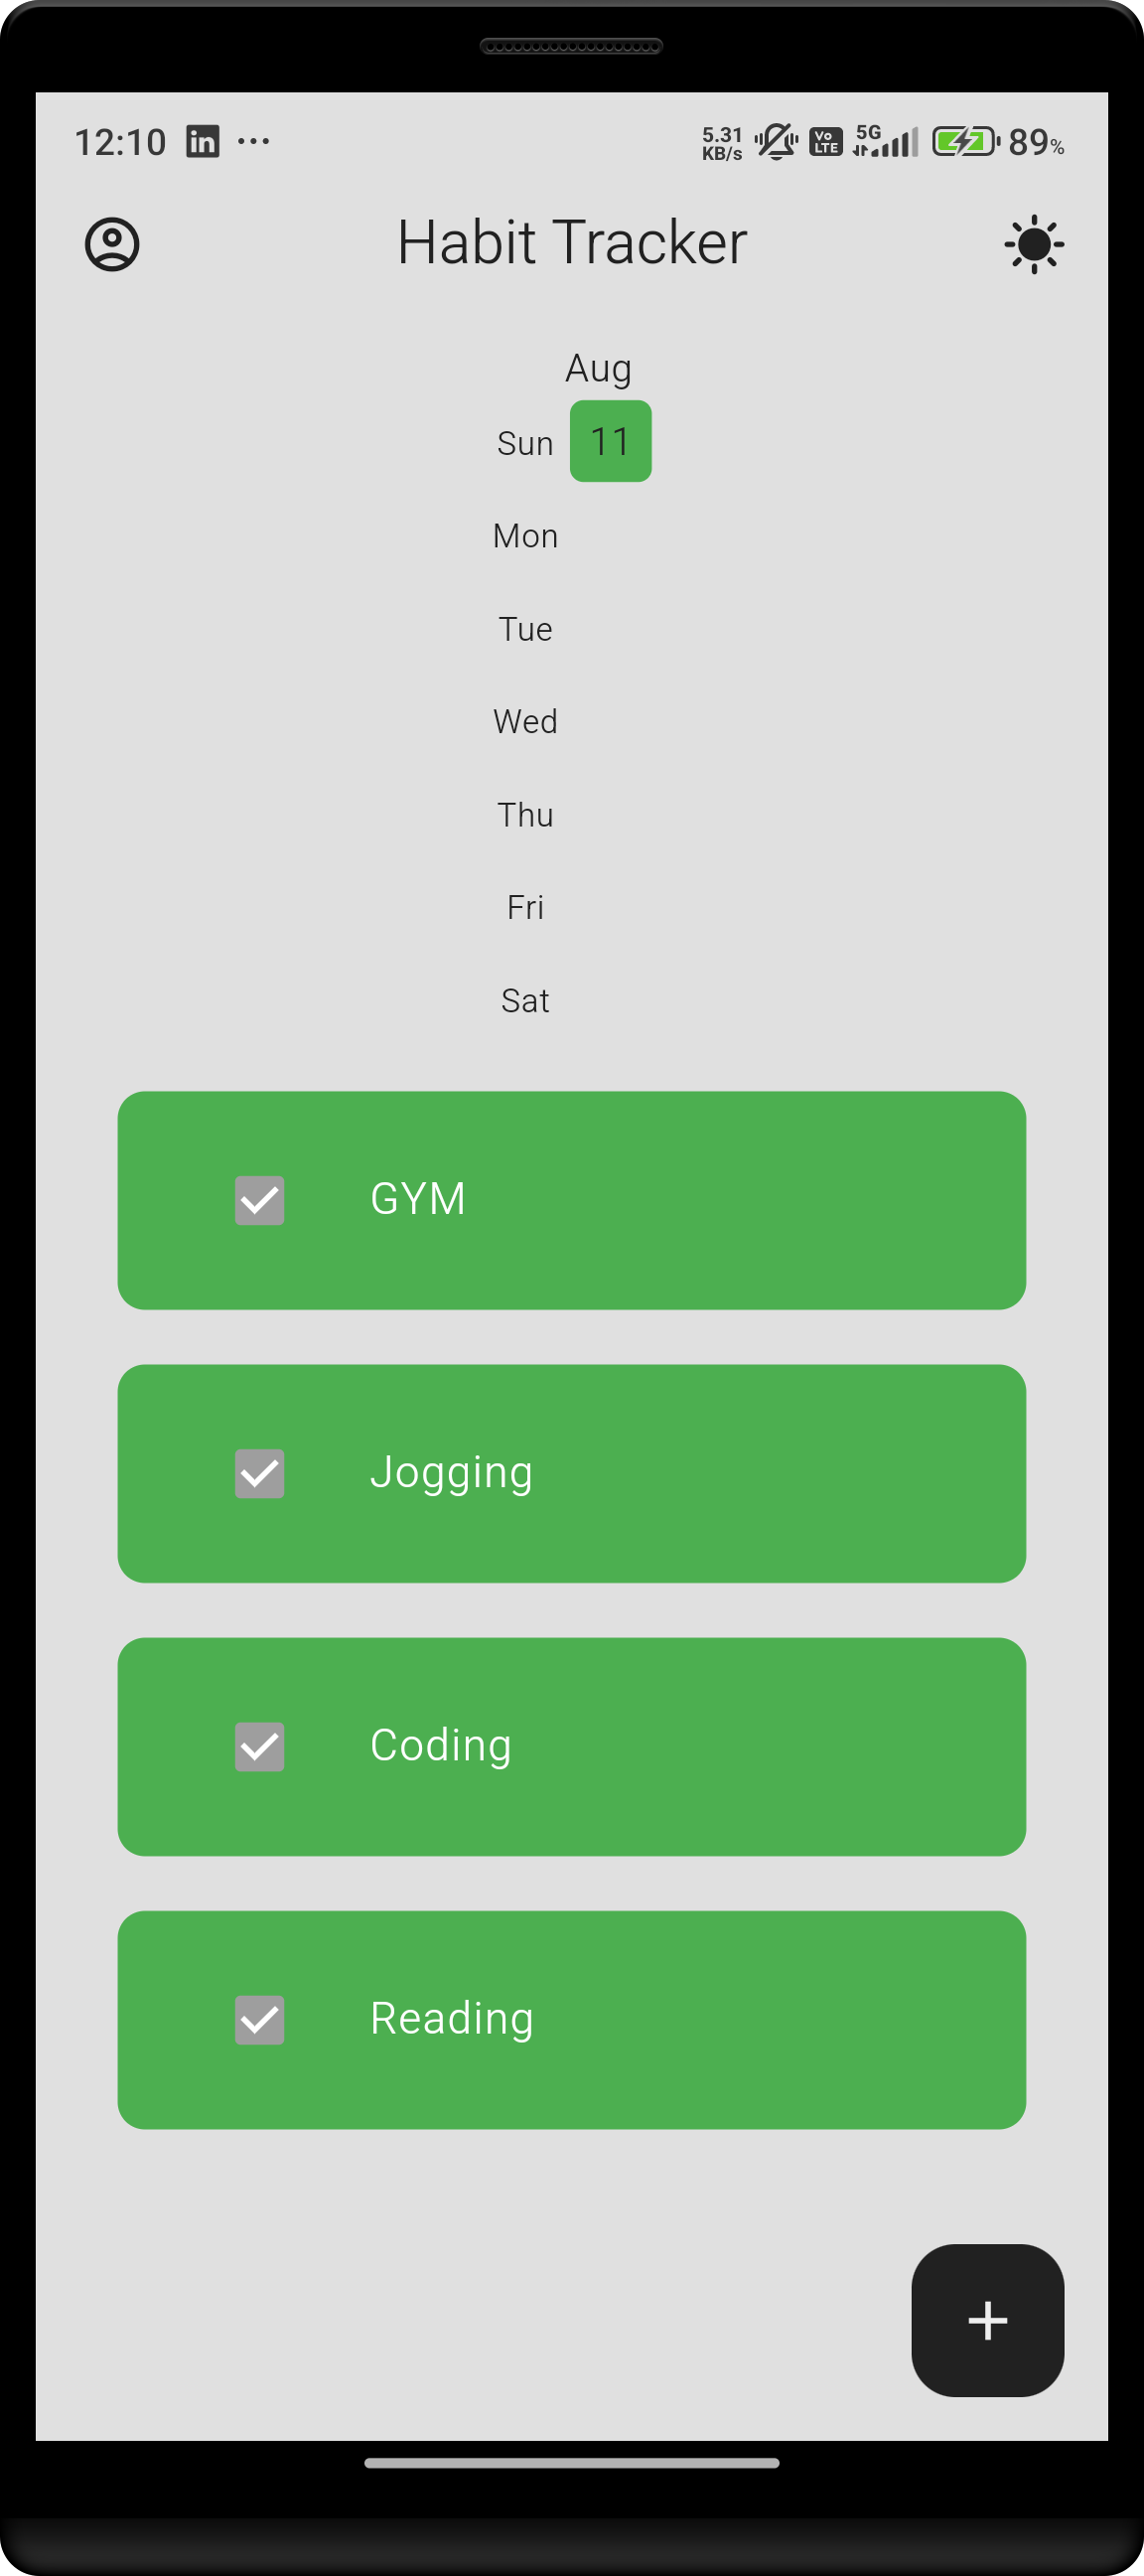 12:10 in ... 5.31 KB/s Vo LTE 5G 89%
Habit Tracker
Aug
Sun 11
Mon
Tue
Wed
Thu
Fri
Sat
GYM
Jogging
Coding
Reading
+